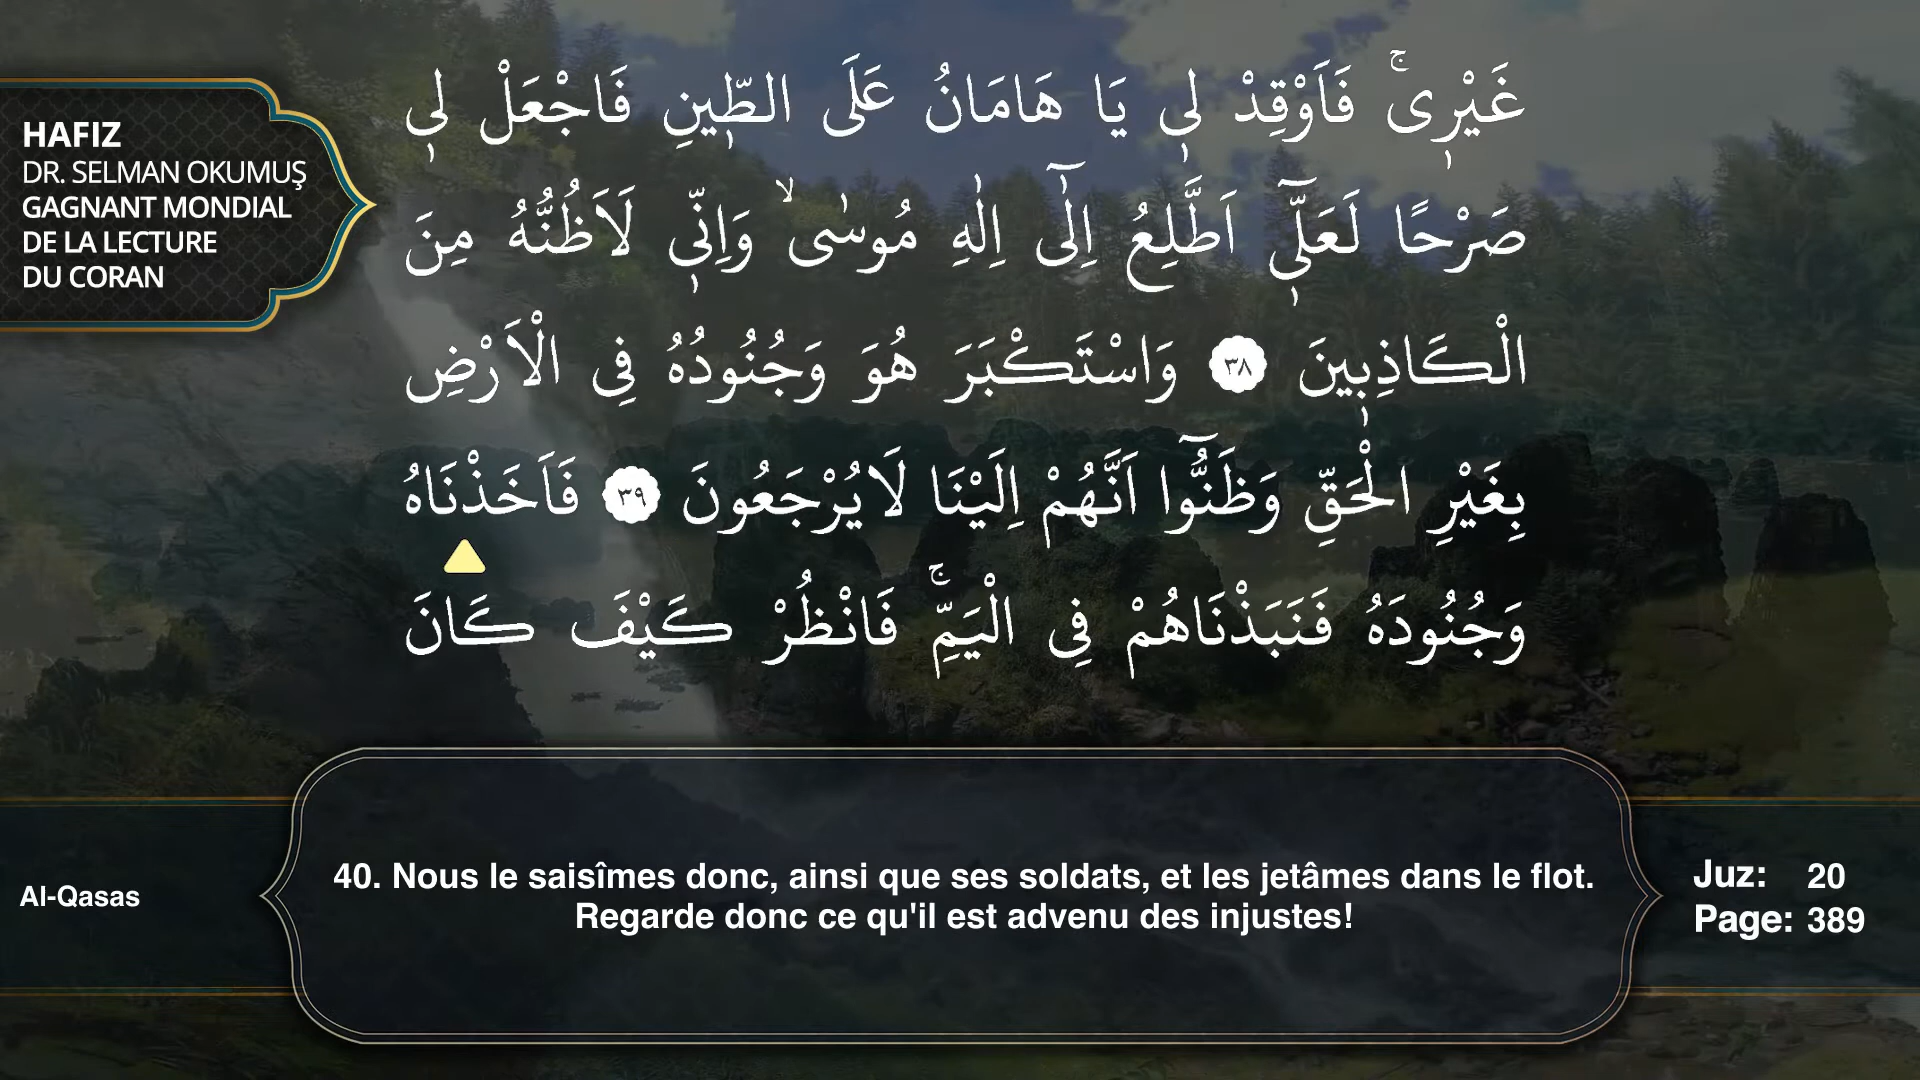 HAFIZ
DR. SELMAN OKUMUŞ
GAGNANT MONDIAL
DE LA LECTURE
DU CORAN
غَيْرٖىۚ فَاَوْقِدْ لٖى يَا هَامَانُ عَلَى الطّٖينِ فَاجْعَلْ لٖى
صَرْحًا لَعَلّٖٓى اَطَّلِعُ اِلٰٓى اِلٰهِ مُوسٰىۙ وَاِنّٖى لَاَظُنُّهُ مِنَ
الْكَاذِبٖينَ ﴿٣٨﴾ وَاسْتَكْبَرَ هُوَ وَجُنُودُهُ فِى الْاَرْضِ
بِغَيْرِ الْحَقِّ وَظَنُّٓوا اَنَّهُمْ اِلَيْنَا لَايُرْجَعُونَ ﴿٣٩﴾ فَاَخَذْنَاهُ
وَجُنُودَهُ فَنَبَذْنَاهُمْ فِى الْيَمِّۚ فَانْظُرْ كَيْفَ كَانَ
Al-Qasas
40. Nous le saisîmes donc, ainsi que ses soldats, et les jetâmes dans le flot.
Regarde donc ce qu'il est advenu des injustes!
Juz: 20
Page: 389